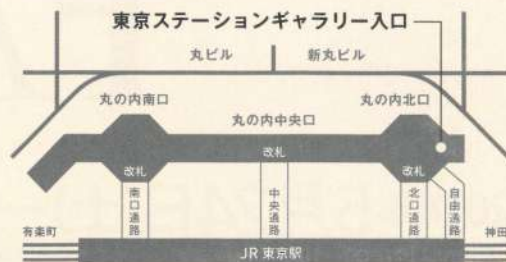 東京ステーションギャラリー入口
丸ビル
新丸ビル
丸の内南口
丸の内中央口
丸の内北口
改札
改札
改札
南口通路
中央通路
北口通路
自由通路
有楽町
神田
JR 東京駅